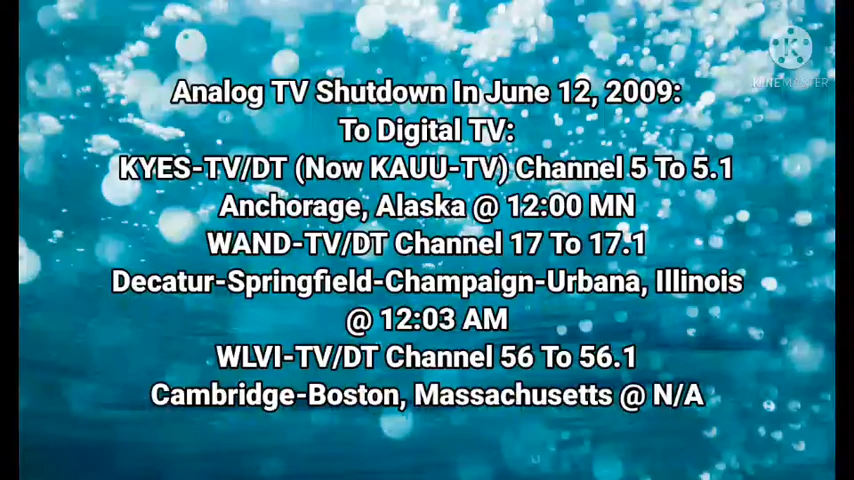 KINEMASTER
Analog TV Shutdown In June 12, 2009:
To Digital TV:
KYES-TV/DT (Now KAUU-TV) Channel 5 To 5.1
Anchorage, Alaska @ 12:00 MN
WAND-TV/DT Channel 17 To 17.1
Decatur-Springfield-Champaign-Urbana, Illinois
@ 12:03 AM
WLVI-TV/DT Channel 56 To 56.1
Cambridge-Boston, Massachusetts @ N/A